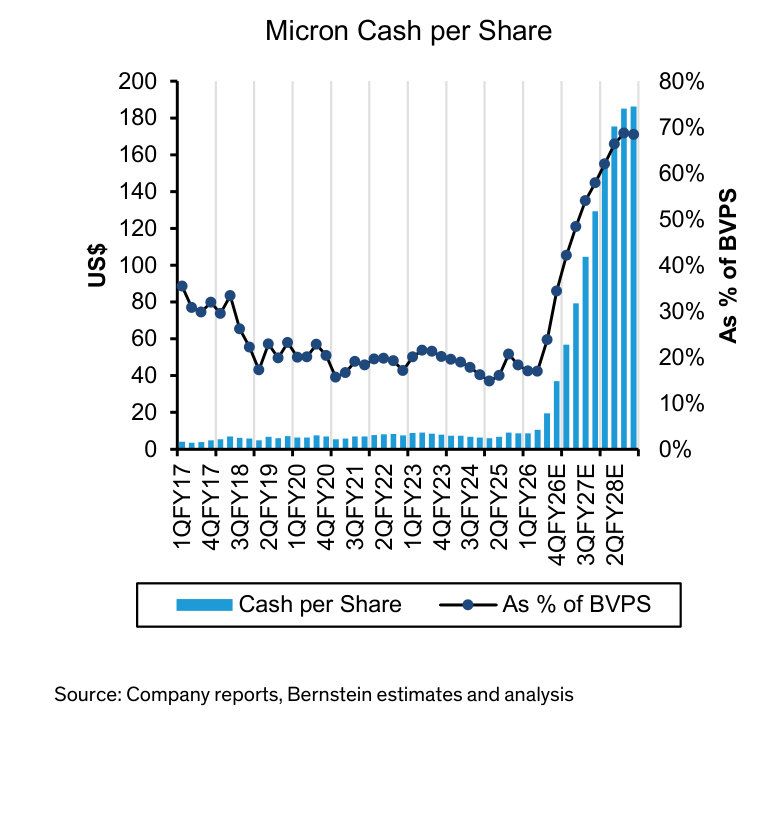 Micron Cash per Share
200
180
160
140
120
100
80
60
40
20
0
US$
80%
70%
60%
50%
40%
30%
20%
10%
0%
As % of BVPS
1QFY17
4QFY17
3QFY18
2QFY19
1QFY20
4QFY20
3QFY21
2QFY22
1QFY23
4QFY23
3QFY24
2QFY25
1QFY26
4QFY26E
3QFY27E
2QFY28E
Cash per Share
As % of BVPS
Source: Company reports, Bernstein estimates and analysis